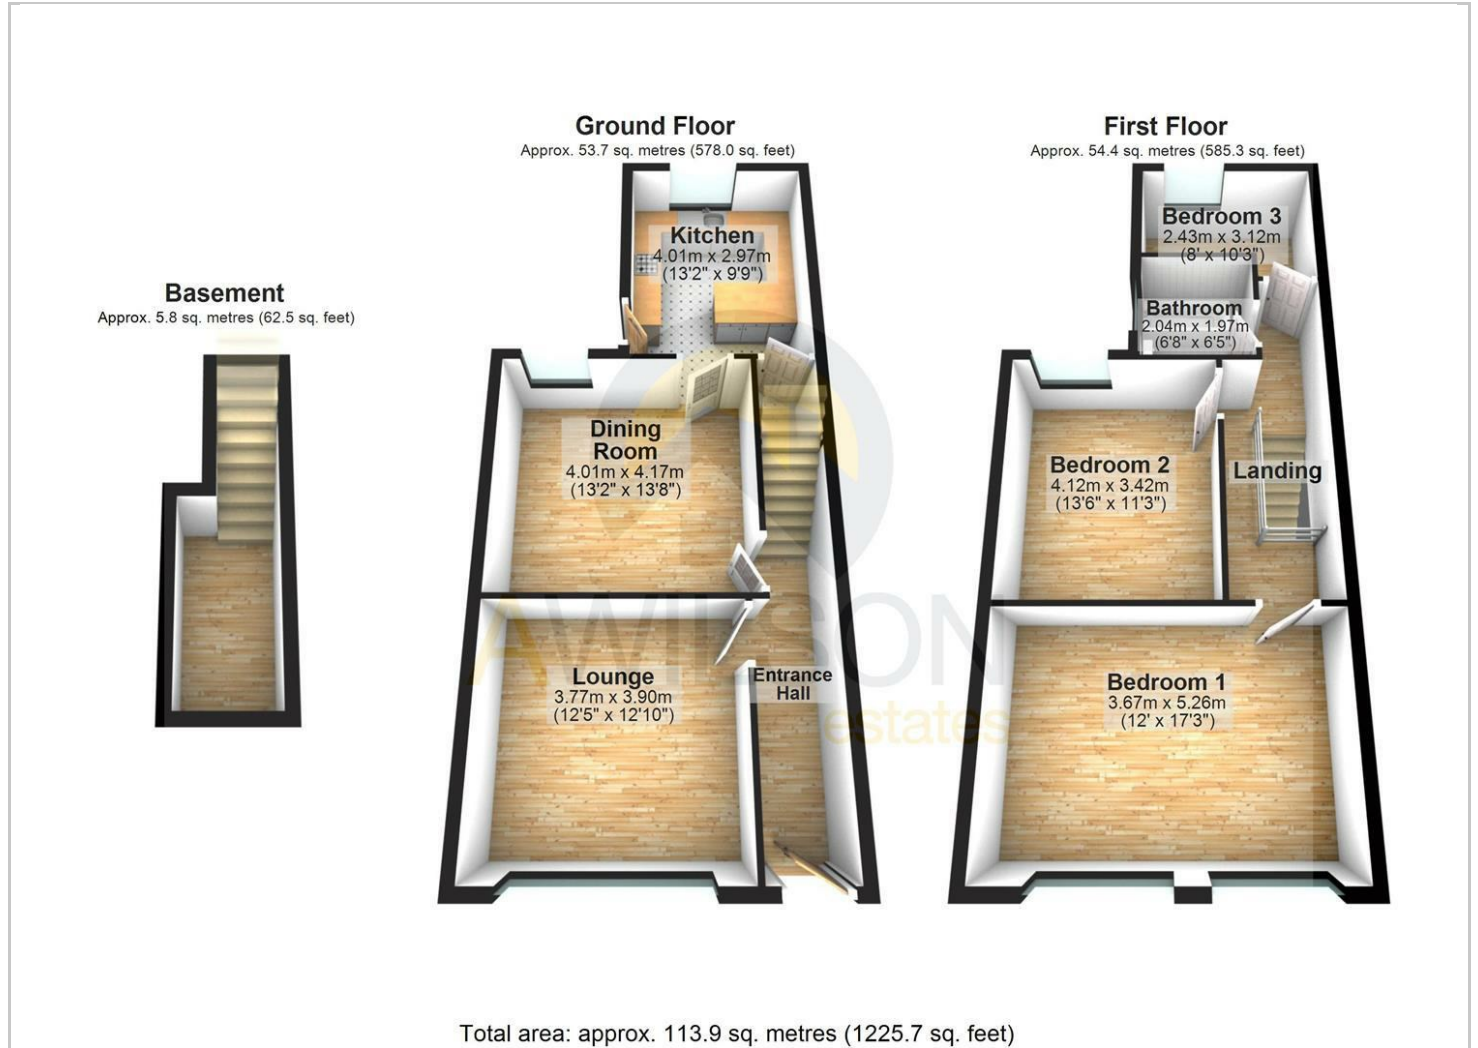 Ground Floor
Approx. 53.7 sq. metres (578.0 sq. feet)
First Floor
Approx. 54.4 sq. metres (585.3 sq. feet)
Basement
Approx. 5.8 sq. metres (62.5 sq. feet)
Kitchen
4.01m x 2.97m
(13'2" x 9'9")
Bedroom 3
2.43m x 3.12m
(8' x 10'3")
Bathroom
2.04m x 1.97m
(6'8" x 6'5")
Dining
Room
4.01m x 4.17m
(13'2" x 13'8")
Bedroom 2
4.12m x 3.42m
(13'6" x 11'3")
Landing
AWILSON
estates
Lounge
3.77m x 3.90m
(12'5" x 12'10")
Entrance
Hall
Bedroom 1
3.67m x 5.26m
(12' x 17'3")
Total area: approx. 113.9 sq. metres (1225.7 sq. feet)